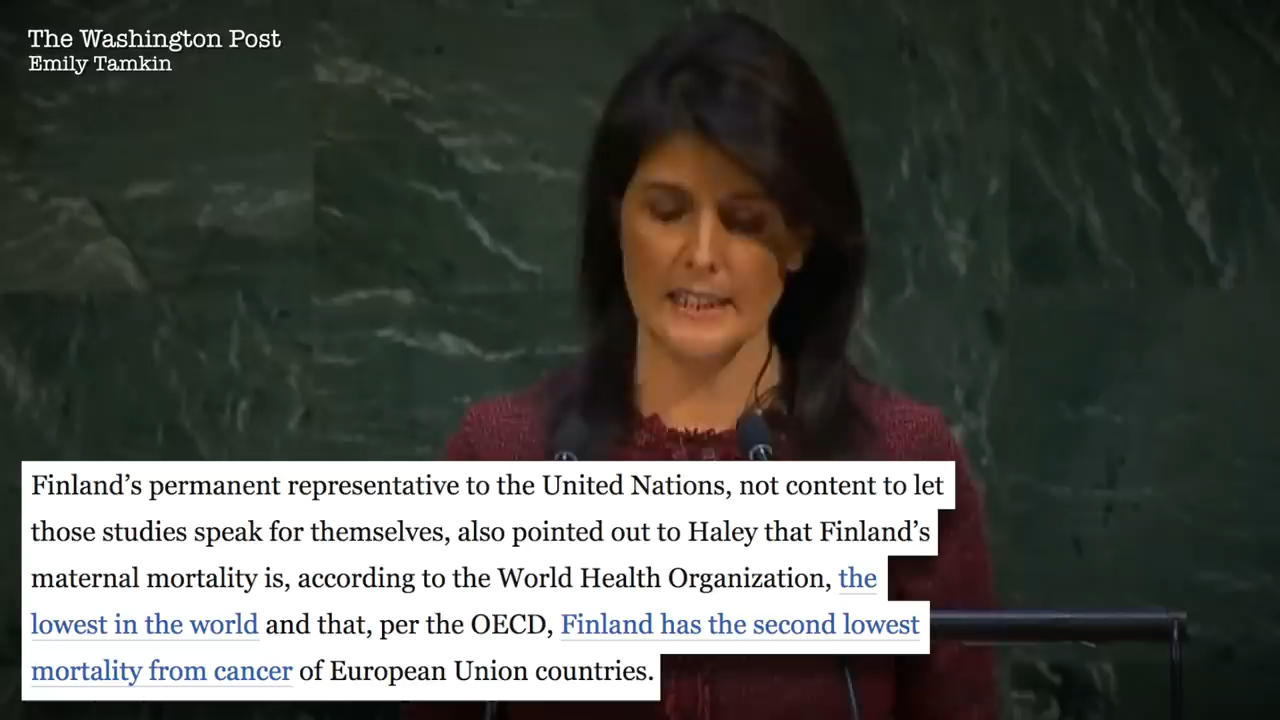 The Washington Post
Emily Tamkin
Finland’s permanent representative to the United Nations, not content to let
those studies speak for themselves, also pointed out to Haley that Finland’s
maternal mortality is, according to the World Health Organization, the
lowest in the world and that, per the OECD, Finland has the second lowest
mortality from cancer of European Union countries.